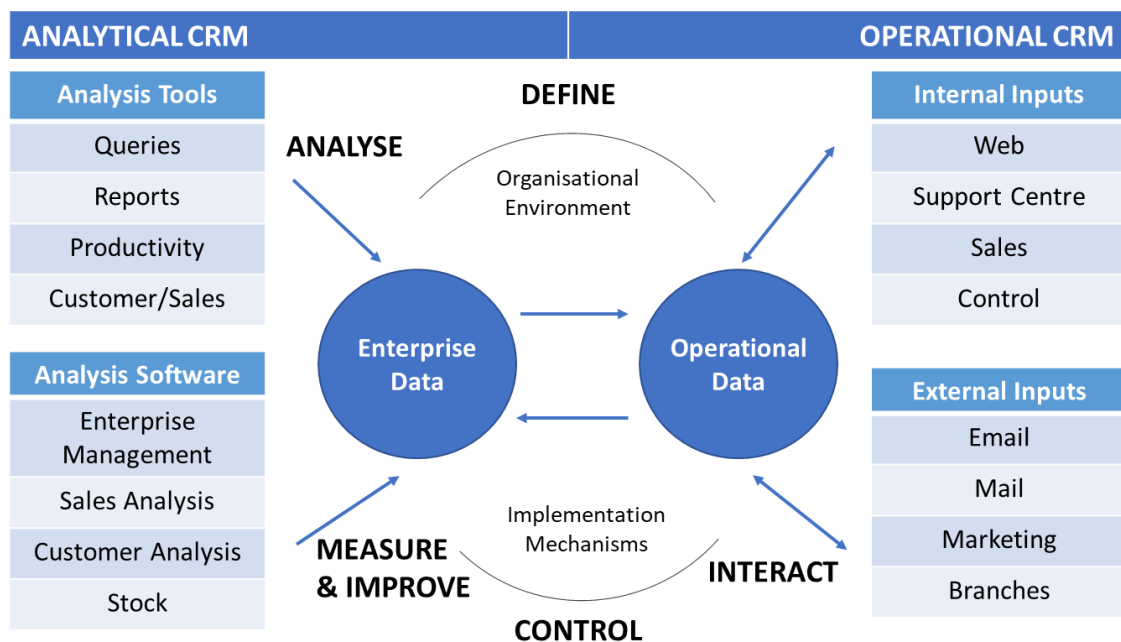 ANALYTICAL CRM
OPERATIONAL CRM
Analysis Tools
Queries
Reports
Productivity
Customer/Sales
Analysis Software
Enterprise
Management
Sales Analysis
Customer Analysis
Stock
DEFINE
ANALYSE
Organisational
Environment
Enterprise
Data
Operational
Data
Implementation
Mechanisms
MEASURE
& IMPROVE
INTERACT
CONTROL
Internal Inputs
Web
Support Centre
Sales
Control
External Inputs
Email
Mail
Marketing
Branches